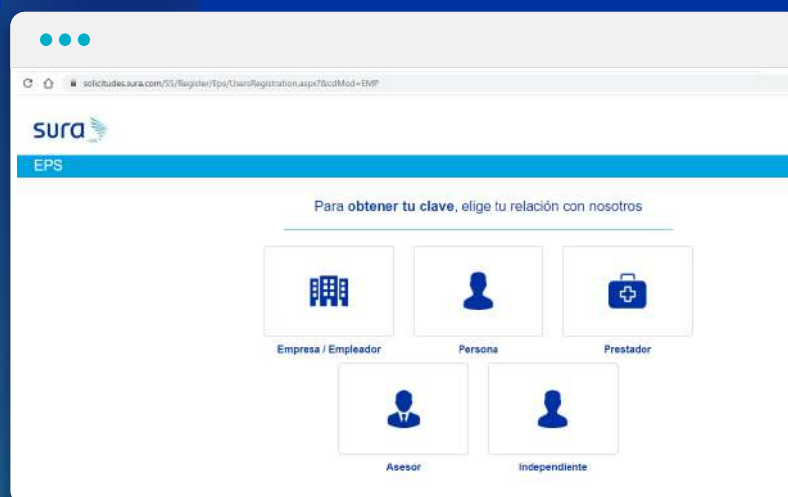 solicitudes.sura.com/SS/Register/Eps/UsersRegistration.aspx?&cdMod=EMP
sura
EPS
Para obtener tu clave, elige tu relación con nosotros
Empresa / Empleador Persona Prestador
Asesor Independiente